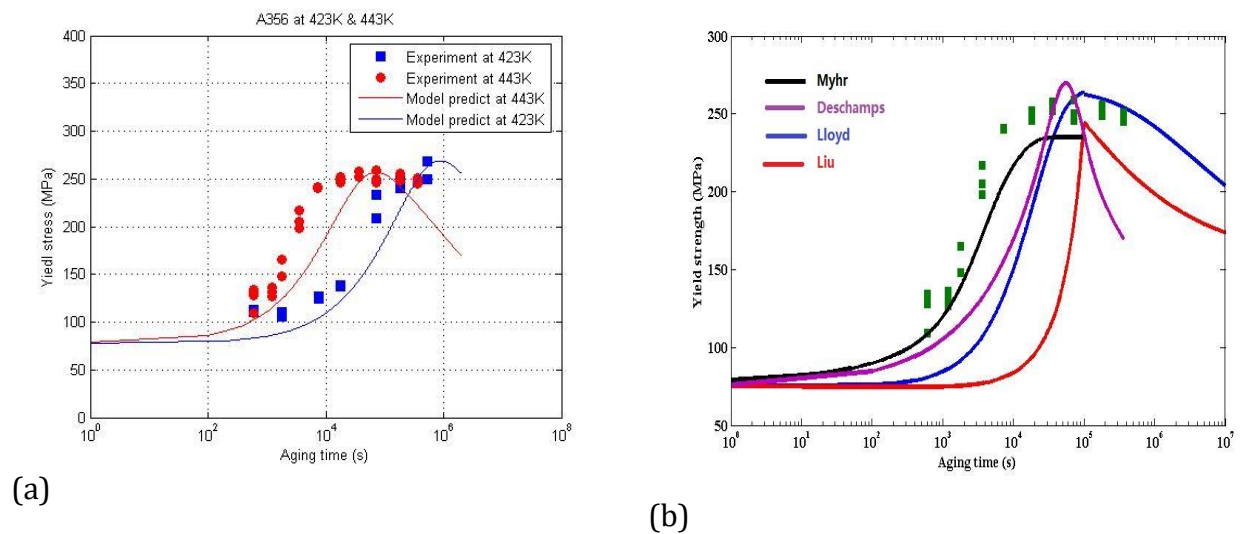 A356 at 423K & 443K
400
350
300
250
200
150
100
50
0
Yiedl stress (MPa)
Experiment at 423K
Experiment at 443K
Model predict at 443K
Model predict at 423K
10^0
10^2
10^4
10^6
10^8
Aging time (s)
(a)
300
250
200
150
100
50
Yield strength (MPa)
Myhr
Deschamps
Lloyd
Liu
10^0
10^1
10^2
10^3
10^4
10^5
10^6
10^7
Aging time (s)
(b)